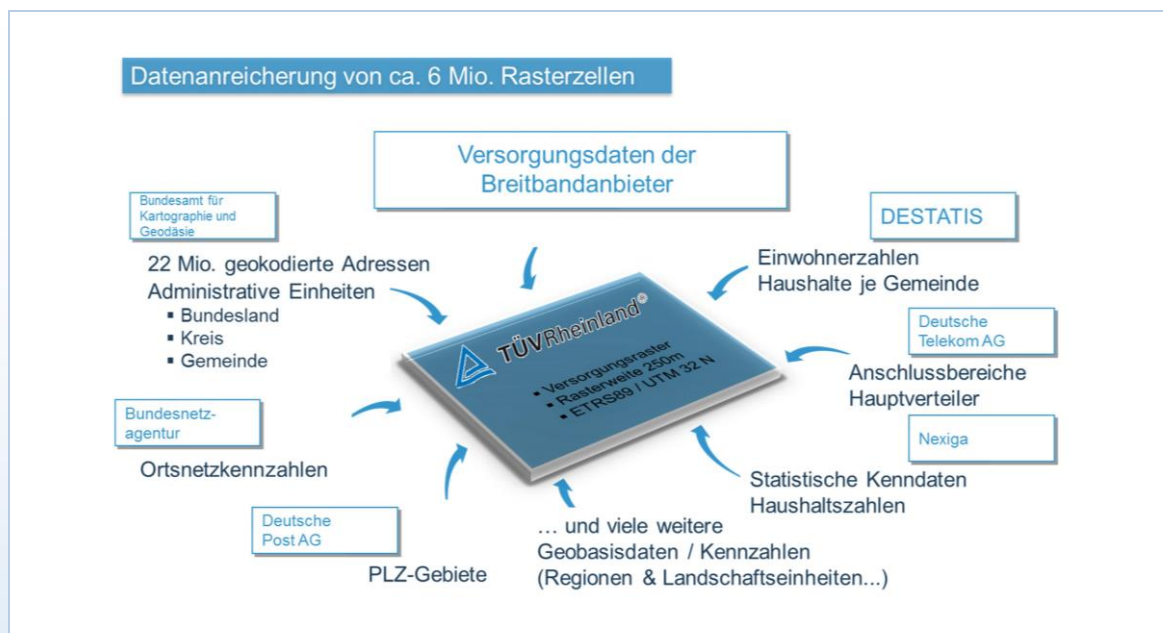 Datenanreicherung von ca. 6 Mio. Rasterzellen
Versorgungsdaten der
Breitbandanbieter
Bundesamt für
Kartographie und
Geodäsie
22 Mio. geokodierte Adressen
Administrative Einheiten
▪ Bundesland
▪ Kreis
▪ Gemeinde
DESTATIS
Einwohnerzahlen
Haushalte je Gemeinde
TÜVRheinland®
▪ Versorgungsraster
▪ Rasterweite 250m
▪ ETRS89 / UTM 32 N
Deutsche
Telekom AG
Anschlussbereiche
Hauptverteiler
Bundesnetz-
agentur
Ortsnetzkennzahlen
Nexiga
Statistische Kenndaten
Haushaltszahlen
Deutsche
Post AG
PLZ-Gebiete
... und viele weitere
Geobasisdaten / Kennzahlen
(Regionen & Landschaftseinheiten...)